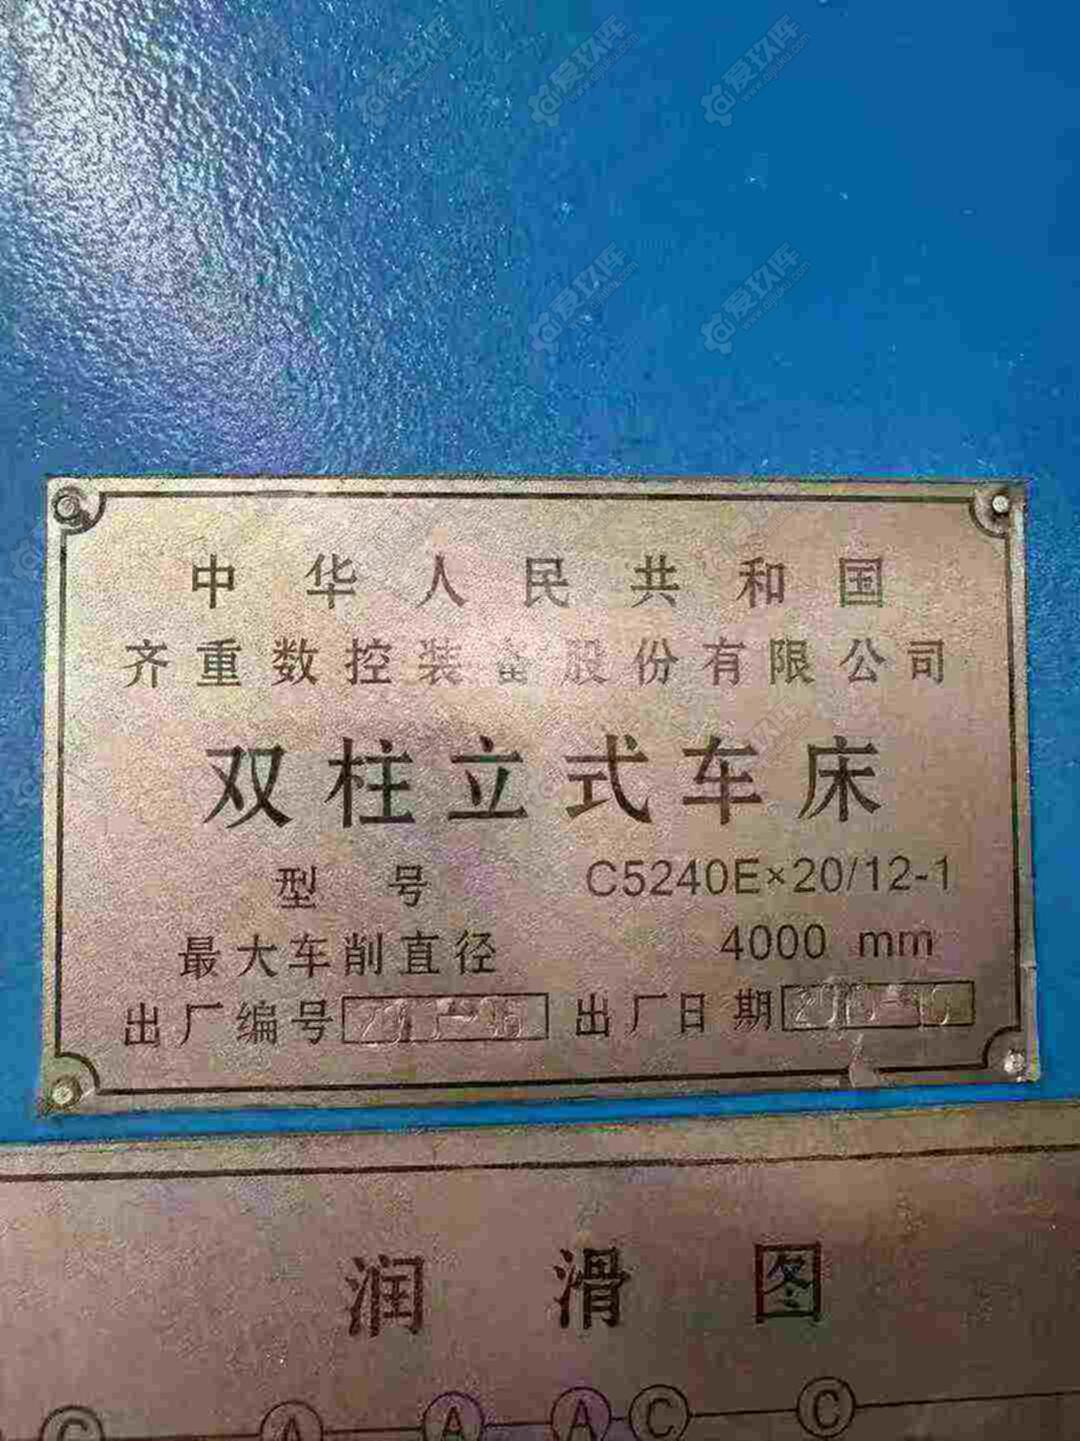 中华人民共和国
齐重数控装备股份有限公司
双柱立式车床
型号 C5240E×20/12-1
最大车削直径 4000 mm
出厂编号 出厂日期
润滑图
C A A A C C